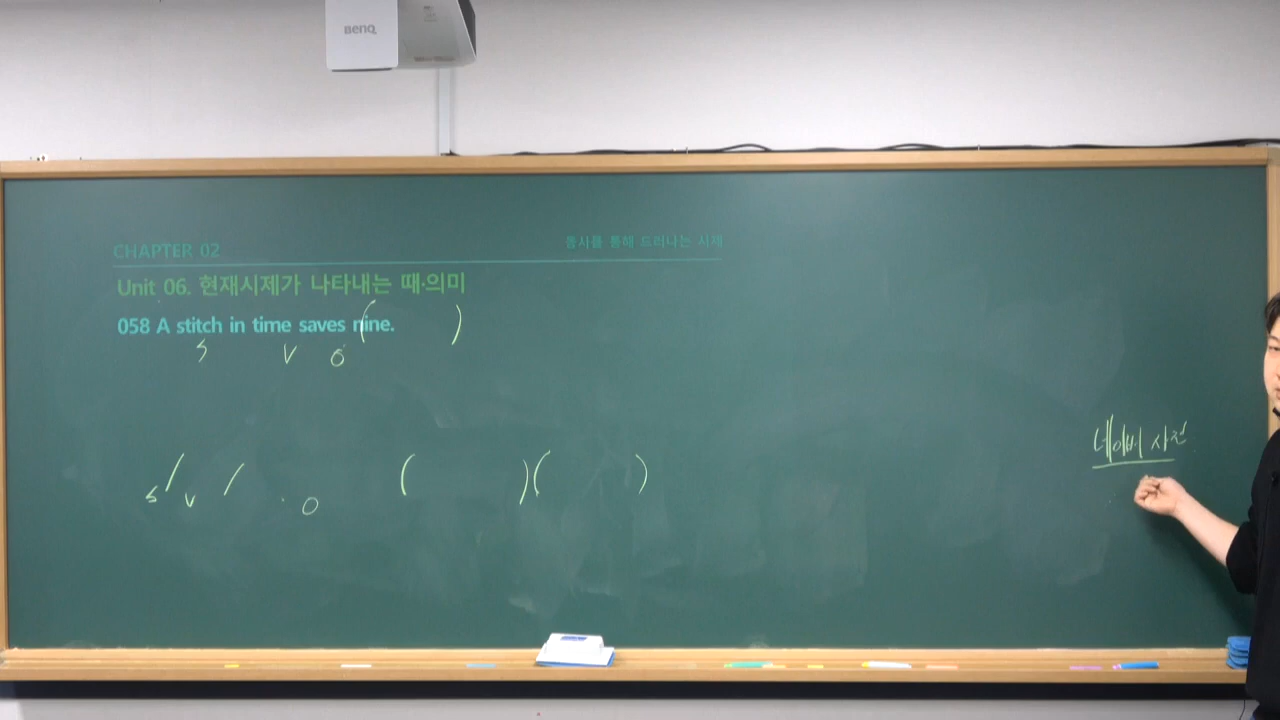 BenQ
CHAPTER 02
동사를 통해 드러나는 시제
Unit 06. 현재시제가 나타내는 때·의미
058 A stitch in time saves nine.
( )
S V O
네이버 사전
S / V / O ( ) ( )